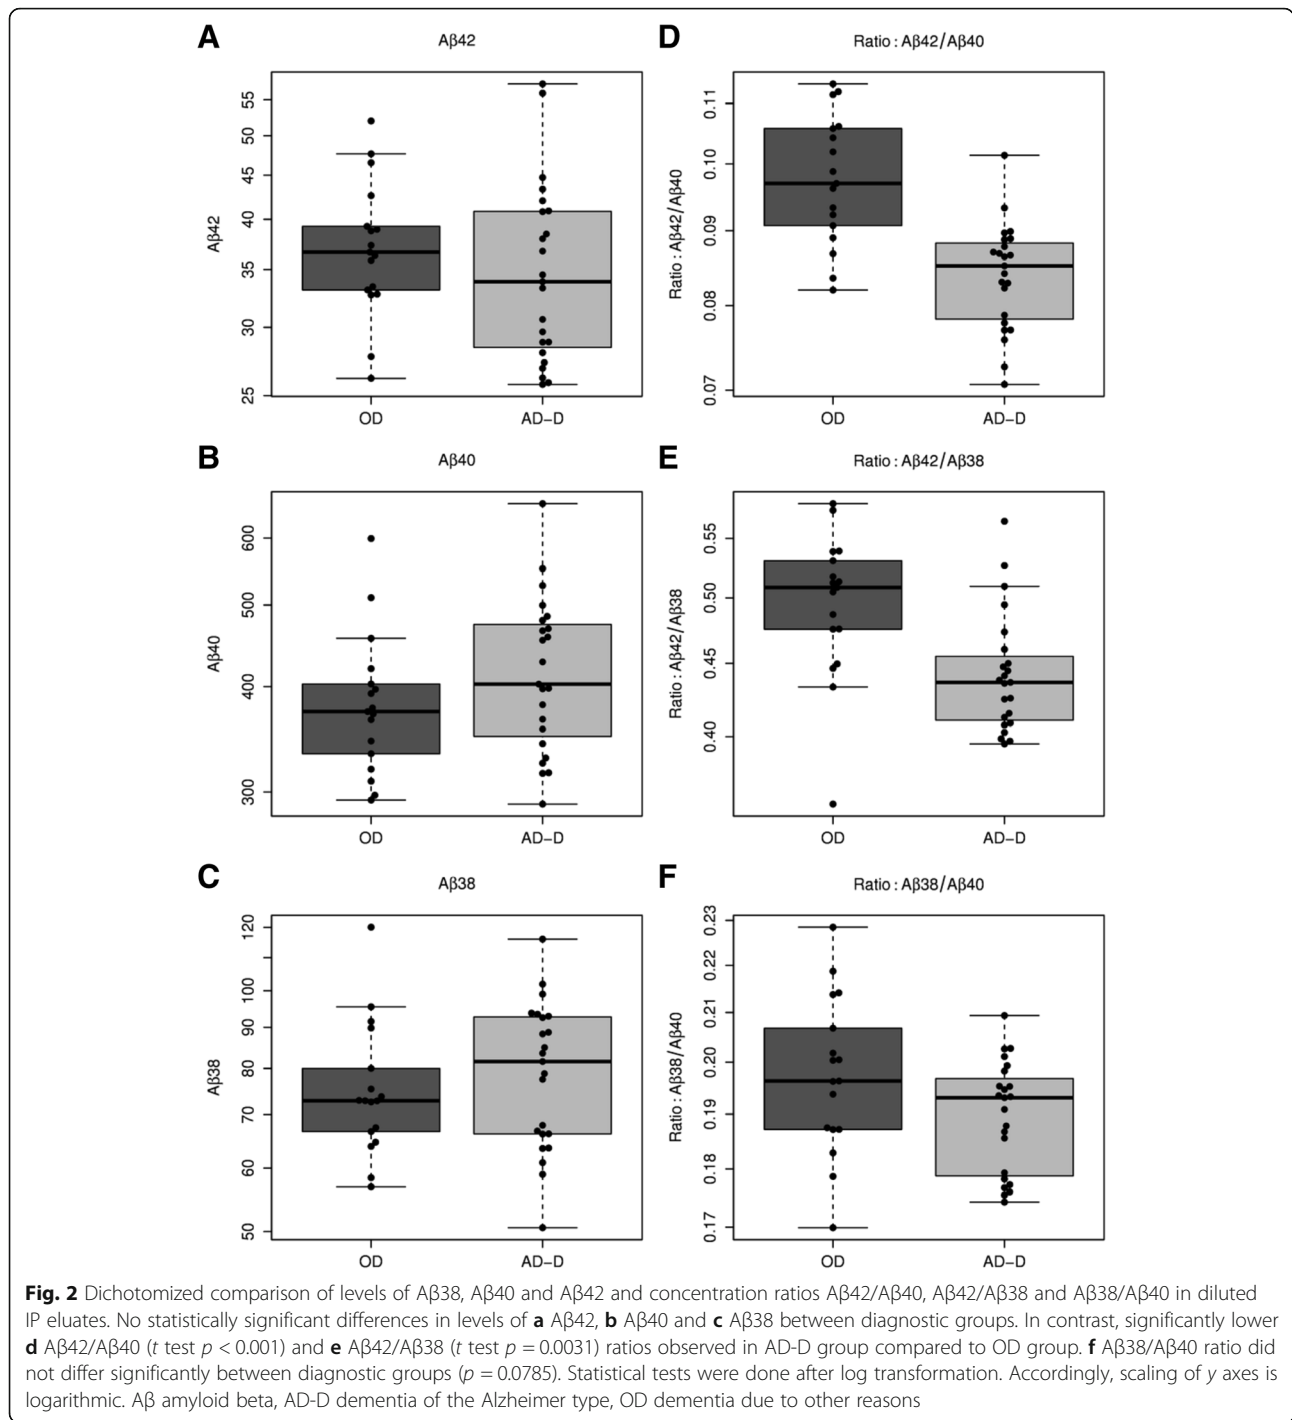 A
Aβ42
Aβ42
55
50
45
40
35
30
25
OD
AD–D
D
Ratio : Aβ42/Aβ40
Ratio : Aβ42/Aβ40
0.11
0.10
0.09
0.08
0.07
OD
AD–D
B
Aβ40
Aβ40
600
500
400
300
OD
AD–D
E
Ratio : Aβ42/Aβ38
Ratio : Aβ42/Aβ38
0.55
0.50
0.45
0.40
OD
AD–D
C
Aβ38
Aβ38
120
100
90
80
70
60
50
OD
AD–D
F
Ratio : Aβ38/Aβ40
Ratio : Aβ38/Aβ40
0.23
0.22
0.21
0.20
0.19
0.18
0.17
OD
AD–D
Fig. 2 Dichotomized comparison of levels of Aβ38, Aβ40 and Aβ42 and concentration ratios Aβ42/Aβ40, Aβ42/Aβ38 and Aβ38/Aβ40 in diluted
IP eluates. No statistically significant differences in levels of a Aβ42, b Aβ40 and c Aβ38 between diagnostic groups. In contrast, significantly lower
d Aβ42/Aβ40 (t test p < 0.001) and e Aβ42/Aβ38 (t test p = 0.0031) ratios observed in AD-D group compared to OD group. f Aβ38/Aβ40 ratio did
not differ significantly between diagnostic groups (p = 0.0785). Statistical tests were done after log transformation. Accordingly, scaling of y axes is
logarithmic. Aβ amyloid beta, AD-D dementia of the Alzheimer type, OD dementia due to other reasons